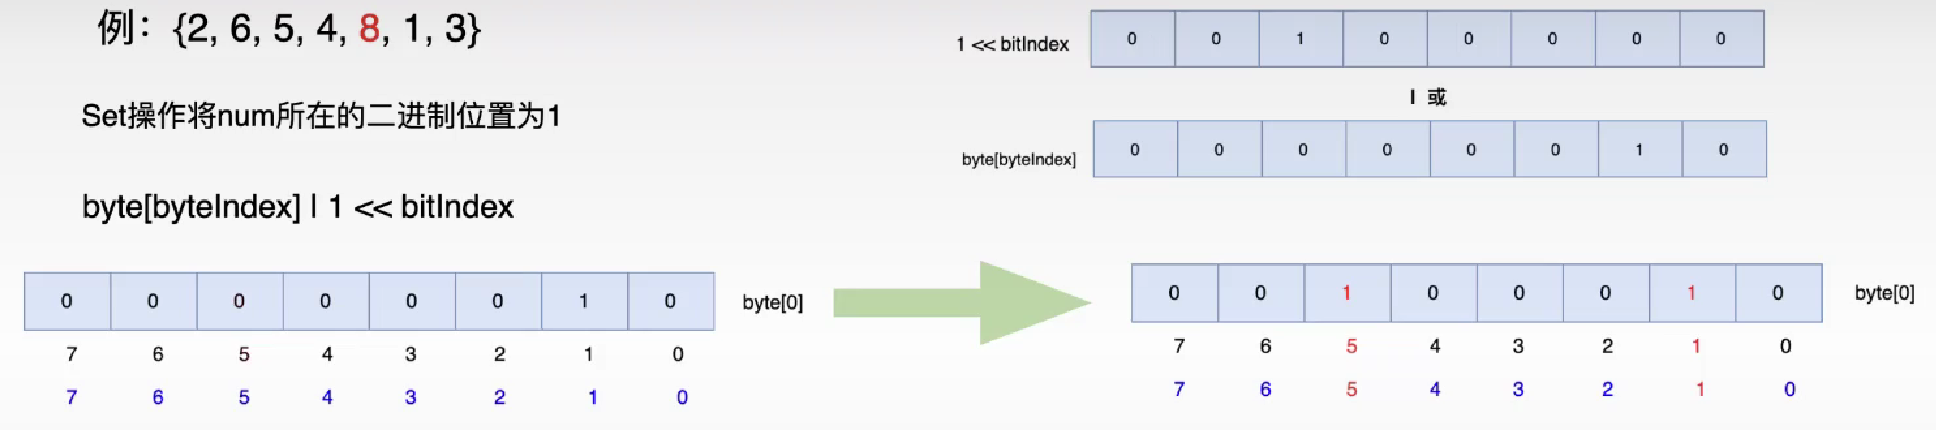 例：{2, 6, 5, 4, 8, 1, 3}
Set操作将num所在的二进制位置为1
byte[byteIndex] | 1 << bitIndex
0 0 0 0 0 0 1 0 byte[0]
7 6 5 4 3 2 1 0
7 6 5 4 3 2 1 0
1 << bitIndex 0 0 1 0 0 0 0 0
| 或
byte[byteIndex] 0 0 0 0 0 0 1 0
0 0 1 0 0 0 1 0 byte[0]
7 6 5 4 3 2 1 0
7 6 5 4 3 2 1 0